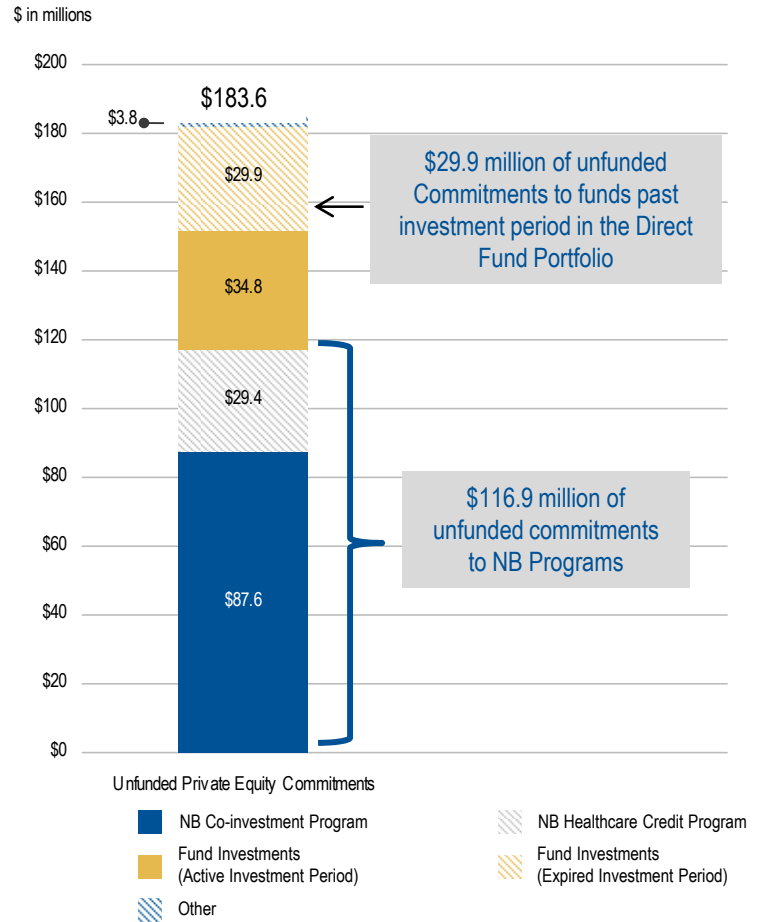 $ in millions
$200
$183.6
$3.8
$180
$29.9
$29.9 million of unfunded
Commitments to funds past
investment period in the Direct
Fund Portfolio
$160
$140
$34.8
$120
$29.4
$100
$80
$116.9 million of
unfunded commitments
to NB Programs
$60
$87.6
$40
$20
$0
Unfunded Private Equity Commitments
NB Co-investment Program
NB Healthcare Credit Program
Fund Investments
(Active Investment Period)
Fund Investments
(Expired Investment Period)
Other